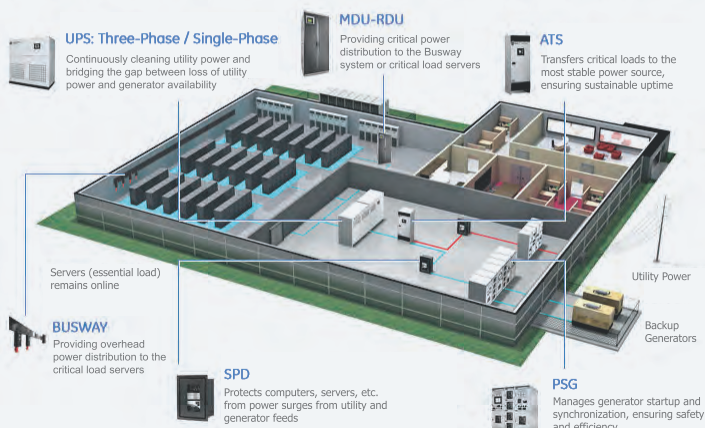 UPS: Three-Phase / Single-Phase
Continuously cleaning utility power and
bridging the gap between loss of utility
power and generator availability
MDU-RDU
Providing critical power
distribution to the Busway
system or critical load servers
ATS
Transfers critical loads to the
most stable power source,
ensuring sustainable uptime
Servers (essential load)
remains online
Utility Power
Backup
Generators
BUSWAY
Providing overhead
power distribution to the
critical load servers
SPD
Protects computers, servers, etc.
from power surges from utility and
generator feeds
PSG
Manages generator startup and
synchronization, ensuring safety
and efficiency